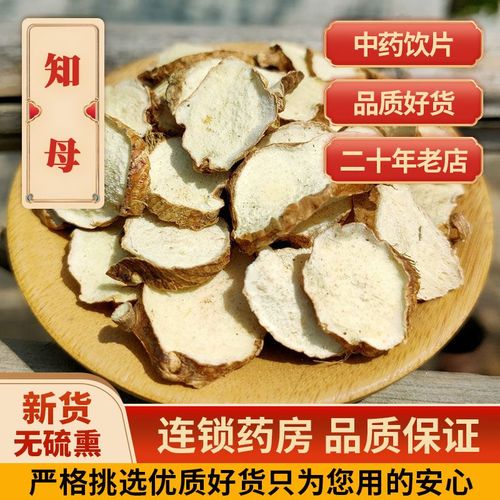 知母
中药饮片
品质好货
二十年老店
新货
无硫熏
连锁药房 品质保证
严格挑选优质好货只为您用的安心